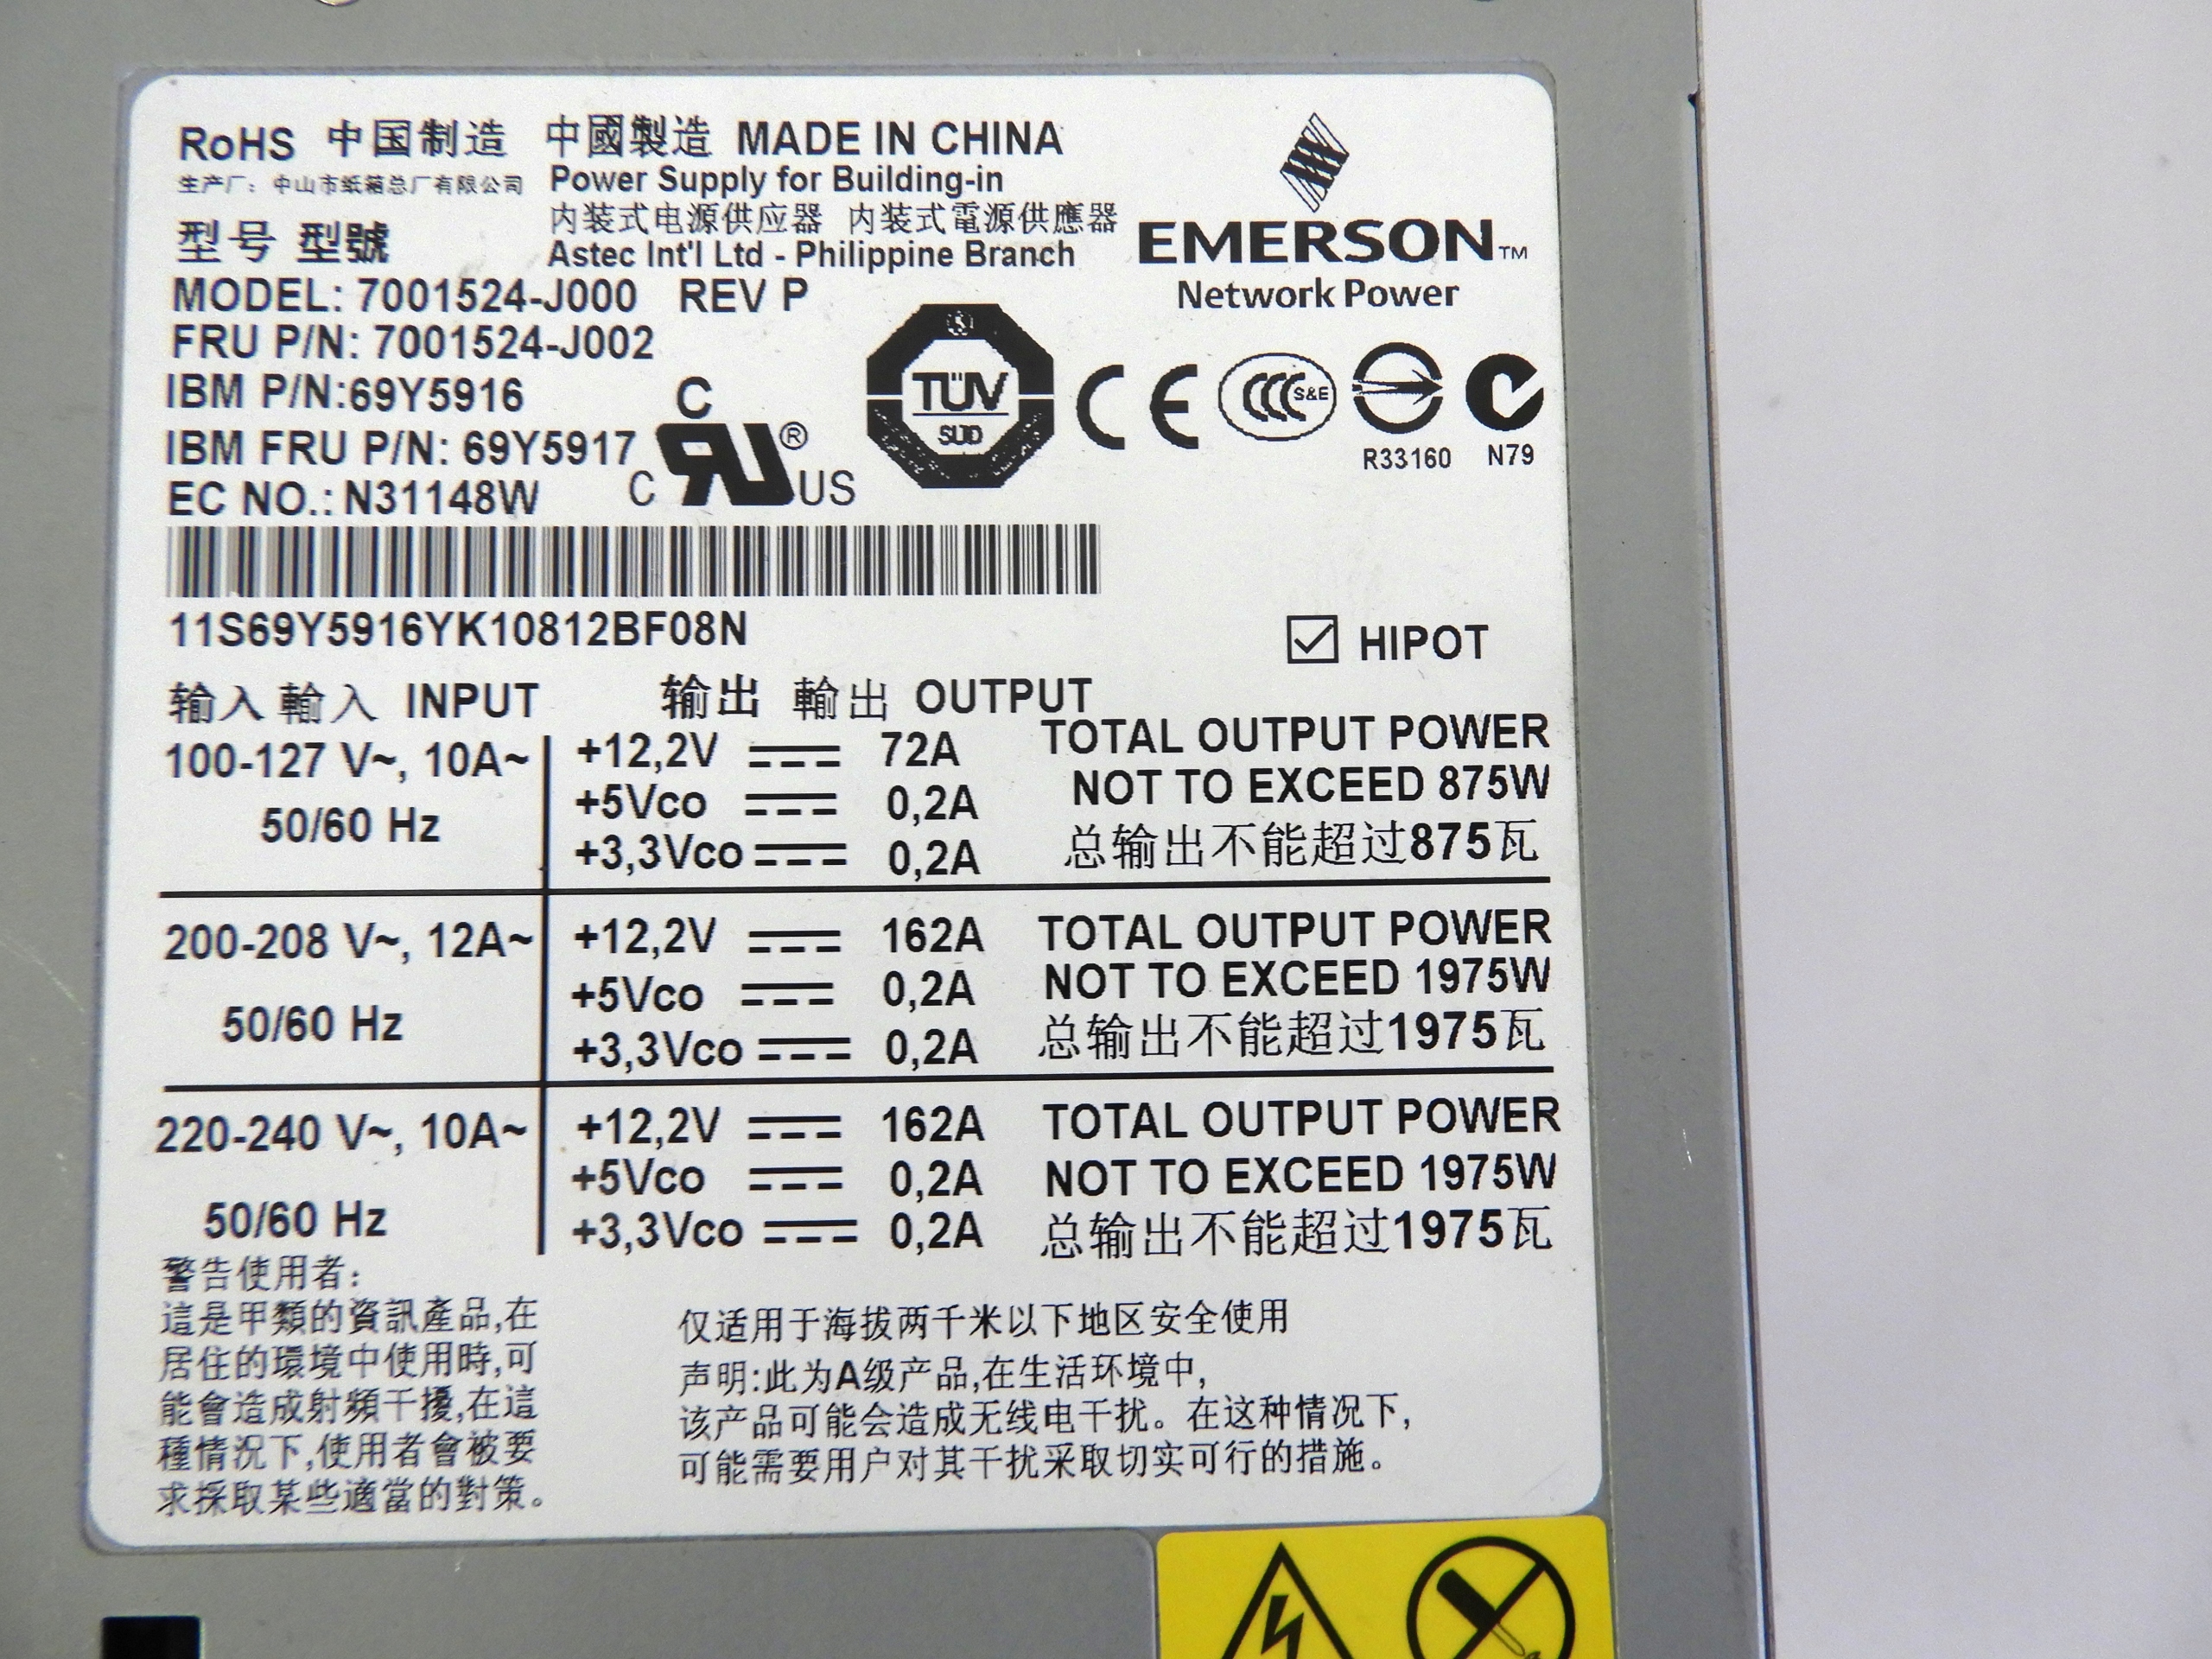 RoHS 中国制造 中國製造 MADE IN CHINA
生产厂: 中山市纸箱总厂有限公司
Power Supply for Building-in
内装式电源供应器 内裝式電源供應器
Astec Int'l Ltd - Philippine Branch
型号 型號
EMERSON™
Network Power
MODEL: 7001524-J000 REV P
FRU P/N: 7001524-J002
IBM P/N:69Y5916
IBM FRU P/N: 69Y5917
EC NO.: N31148W
C
C RU® US
TÜV
SÜD
CE
CCC S&E
R33160
N79
11S69Y5916YK10812BF08N
HIPOT
输入 輸入 INPUT
输出 輸出 OUTPUT
100-127 V~, 10A~
50/60 Hz
+12,2V 72A
+5Vco 0,2A
+3,3Vco 0,2A
TOTAL OUTPUT POWER
NOT TO EXCEED 875W
总输出不能超过875瓦
200-208 V~, 12A~
50/60 Hz
+12,2V 162A
+5Vco 0,2A
+3,3Vco 0,2A
TOTAL OUTPUT POWER
NOT TO EXCEED 1975W
总输出不能超过1975瓦
220-240 V~, 10A~
50/60 Hz
+12,2V 162A
+5Vco 0,2A
+3,3Vco 0,2A
TOTAL OUTPUT POWER
NOT TO EXCEED 1975W
总输出不能超过1975瓦
警告使用者:
這是甲類的資訊產品,在
居住的環境中使用時,可
能會造成射頻干擾,在這
種情況下,使用者會被要
求採取某些適當的對策。
仅适用于海拔两千米以下地区安全使用
声明:此为A级产品,在生活环境中,
该产品可能会造成无线电干扰。在这种情况下,
可能需要用户对其干扰采取切实可行的措施。